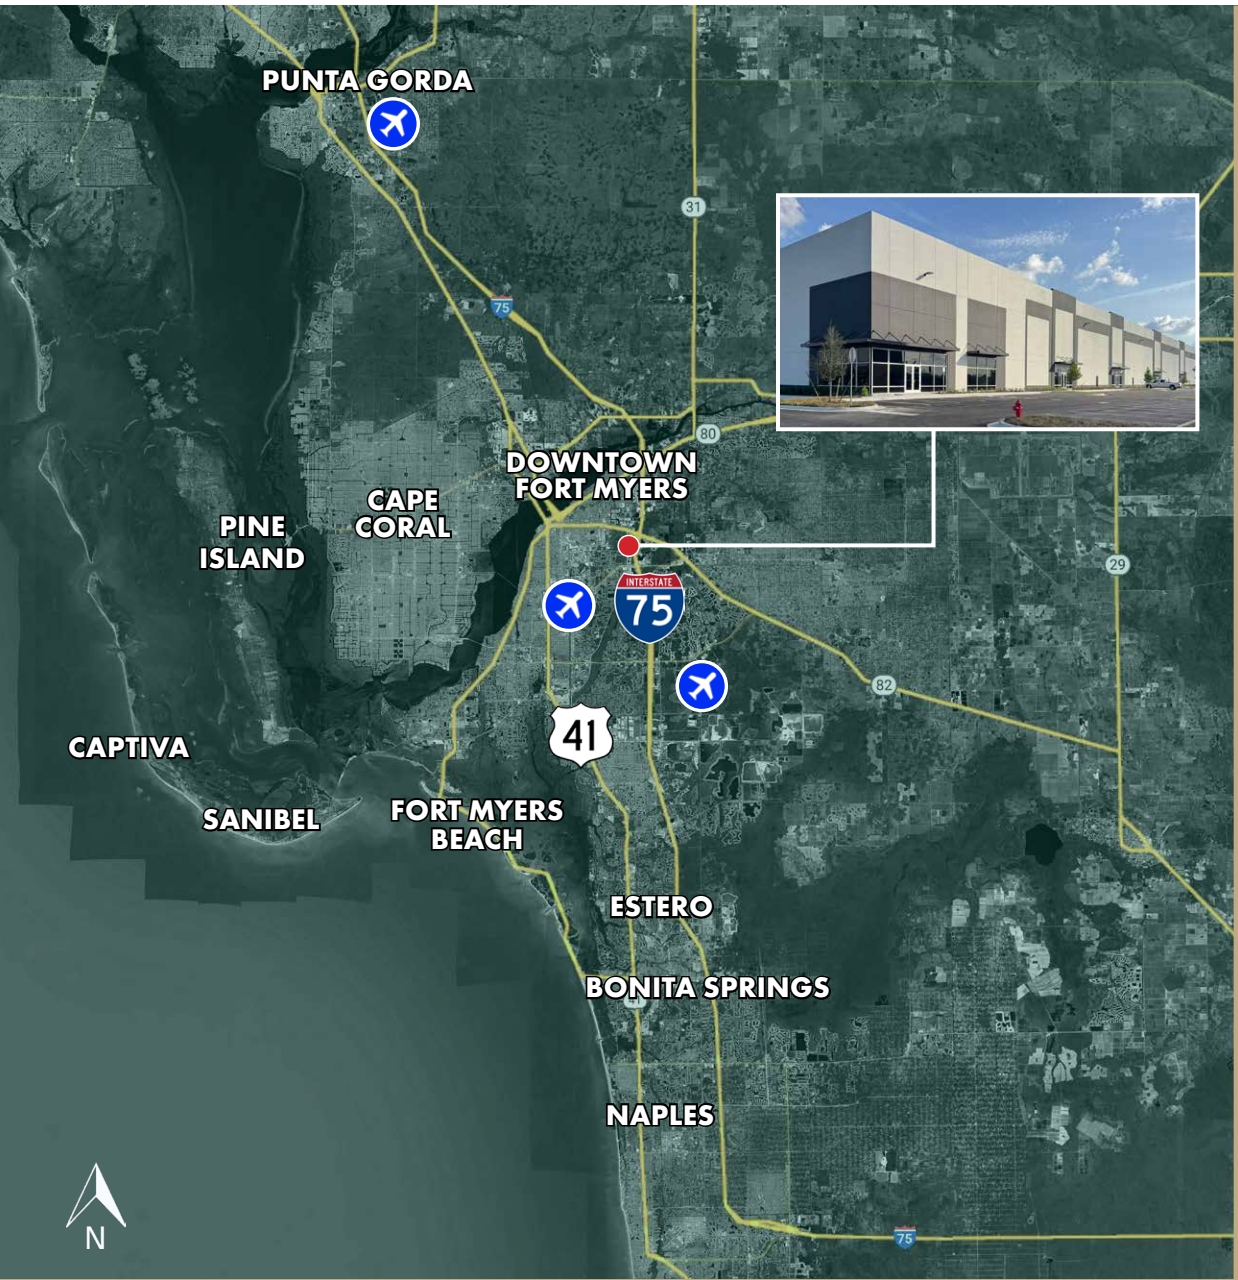 PUNTA GORDA
31
75
80
DOWNTOWN
FORT MYERS
CAPE
CORAL
PINE
ISLAND
29
INTERSTATE
75
82
41
CAPTIVA
SANIBEL
FORT MYERS
BEACH
ESTERO
BONITA SPRINGS
41
NAPLES
N
75